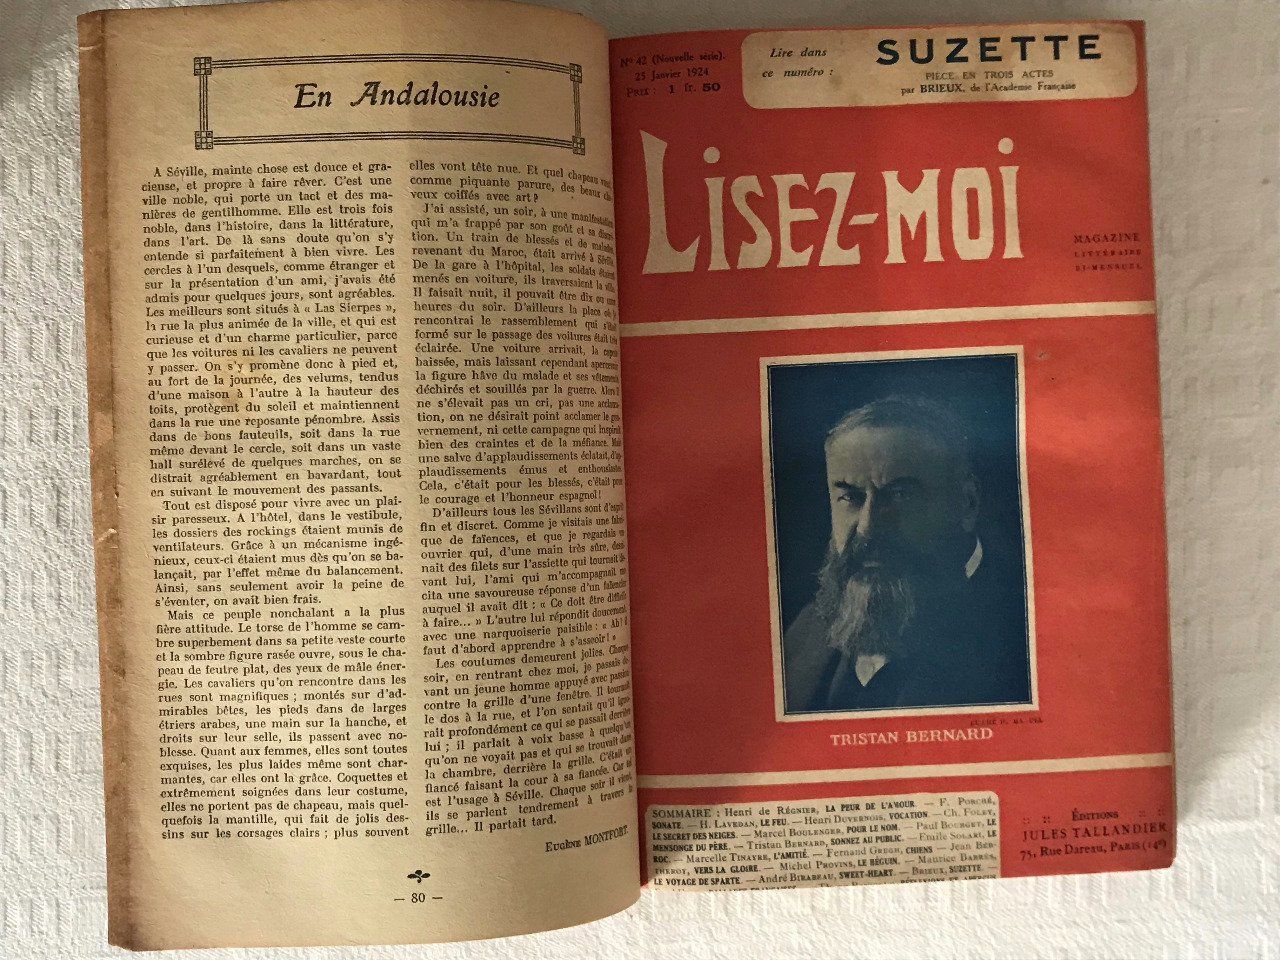 En Andalousie
A Séville, mainte chose est douce et gra-
cieuse, et propre à faire rêver. C'est une
ville noble, qui porte un tact et des ma-
nières de gentilhomme. Elle est trois fois
noble, dans l'histoire, dans la littérature,
dans l'art. De là sans doute qu'on s'y
entende si parfaitement à bien vivre. Les
cercles à l'un desquels, comme étranger et
sur la présentation d'un ami, j'avais été
admis pour quelques jours, sont agréables.
Les meilleurs sont situés à « Las Sierpes »,
la rue la plus animée de la ville, et qui est
curieuse et d'un charme particulier, parce
que les voitures ni les cavaliers ne peuvent
y passer. On s'y promène donc à pied et,
au fort de la journée, des velums, tendus
d'une maison à l'autre à la hauteur des
toits, protègent du soleil et maintiennent
dans la rue une reposante pénombre. Assis
dans de bons fauteuils, soit dans la rue
même devant le cercle, soit dans un vaste
hall surélevé de quelques marches, on se
distrait agréablement en bavardant, tout
en suivant le mouvement des passants.
Tout est disposé pour vivre avec un plai-
sir paresseux. A l'hôtel, dans le vestibule,
les dossiers des rockings étaient munis de
ventilateurs. Grâce à un mécanisme ingé-
nieux, ceux-ci étaient mus dès qu'on se ba-
lançait, par l'effet même du balancement.
Ainsi, sans seulement avoir la peine de
s'éventer, on avait bien frais.
Mais ce peuple nonchalant a la plus
fière attitude. Le torse de l'homme se cam-
bre superbement dans sa petite veste courte
et la sombre figure rasée ouvre, sous le cha-
peau de feutre plat, des yeux de mâle éner-
gie. Les cavaliers qu'on rencontre dans les
rues sont magnifiques ; montés sur d'ad-
mirables bêtes, les pieds dans de larges
étriers arabes, une main sur la hanche, et
droits sur leur selle, ils passent avec no-
blesse. Quant aux femmes, elles sont toutes
exquises, les plus laides même sont char-
mantes, car elles ont la grâce. Coquettes et
extrêmement soignées dans leur costume,
elles ne portent pas de chapeau, mais quel-
quefois la mantille, qui fait de jolis des-
sins sur les corsages clairs ; plus souvent
elles vont tête nue. Et quel chapeau vaut,
comme piquante parure, des beaux che-
veux coiffés avec art ?
J'ai assisté, un soir, à une manifestation
qui m'a frappé par son goût et sa discré-
tion. Un train de blessés et de malades,
revenant du Maroc, était arrivé à Séville.
De la gare à l'hôpital, les soldats étaient
menés en voiture, ils traversaient la ville.
Il faisait nuit, il pouvait être dix ou onze
heures du soir. D'ailleurs la place où je
rencontrai le rassemblement qui s'était
formé sur le passage des voitures était très
éclairée. Une voiture arrivait, la capote
baissée, mais laissant cependant apercevoir
la figure hâve du malade et ses vêtements
déchirés et souillés par la guerre. Alors il
ne s'élevait pas un cri, pas une acclama-
tion, on ne désirait point acclamer le gou-
vernement, ni cette campagne qui inspirait
bien des craintes et de la méfiance. Mais
une salve d'applaudissements éclatait, d'ap-
plaudissements émus et enthousiastes.
Cela, c'était pour les blessés, c'était pour
le courage et l'honneur espagnol !
D'ailleurs tous les Sévillans sont d'esprit
fin et discret. Comme je visitais une fabri-
que de faïences, et que je regardais un
ouvrier qui, d'une main très sûre, dessi-
nait des filets sur l'assiette qui tournait de-
vant lui, l'ami qui m'accompagnait me
cita une savoureuse réponse d'un faïencier
auquel il avait dit : « Ce doit être difficile
à faire... » L'autre lui répondit doucement,
avec une narquoiserie paisible : « Ah ! il
faut d'abord apprendre à s'asseoir ! »
Les coutumes demeurent jolies. Chaque
soir, en rentrant chez moi, je passais de-
vant un jeune homme appuyé avec passion
contre la grille d'une fenêtre. Il tournait
le dos à la rue, et l'on sentait qu'il igno-
rait profondément ce qui se passait derrière
lui ; il parlait à voix basse à quelqu'un
qu'on ne voyait pas et qui se trouvait dans
la chambre, derrière la grille. C'était un
fiancé faisant la cour à sa fiancée. Car tel
est l'usage à Séville. Chaque soir il vient,
ils se parlent tendrement à travers la
grille... Il partait tard.
Eugène MONTFORT.
— 80 —
N° 42 (Nouvelle série).
25 Janvier 1924
PRIX : 1 fr. 50
Lire dans
ce numéro :
SUZETTE
PIÈCE EN TROIS ACTES
par BRIEUX, de l'Académie Française
LISEZ-MOI
MAGAZINE
LITTÉRAIRE
BI-MENSUEL
TRISTAN BERNARD
SOMMAIRE : Henri de RÉGNIER, LA PEUR DE L'AMOUR. — F. PORCHÉ,
SONATE. — H. LAVEDAN, LE FEU. — Henri DUVERNOIS, VOCATION. — Ch. FOLEY,
LE SECRET DES NEIGES. — Marcel BOULENGER, POUR LE NOM. — Paul BOURGET, LE
MENSONGE DU PÈRE. — Tristan BERNARD, SONNEZ AU PUBLIC. — Emile SOLARI, LE
ROC. — Marcelle TINAYRE, L'AMITIÉ. — Fernand GREGH, CHIENS — Jean BER-
THEROY, VERS LA GLOIRE. — Michel PROVINS, LE BÉGUIN. — Maurice BARRÈS,
LE VOYAGE DE SPARTE. — André BIRABEAU, SWEET-HEART. — BRIEUX, SUZETTE. —
:: :: ÉDITIONS :: ::
JULES TALLANDIER
75, Rue Dareau, PARIS (14e)